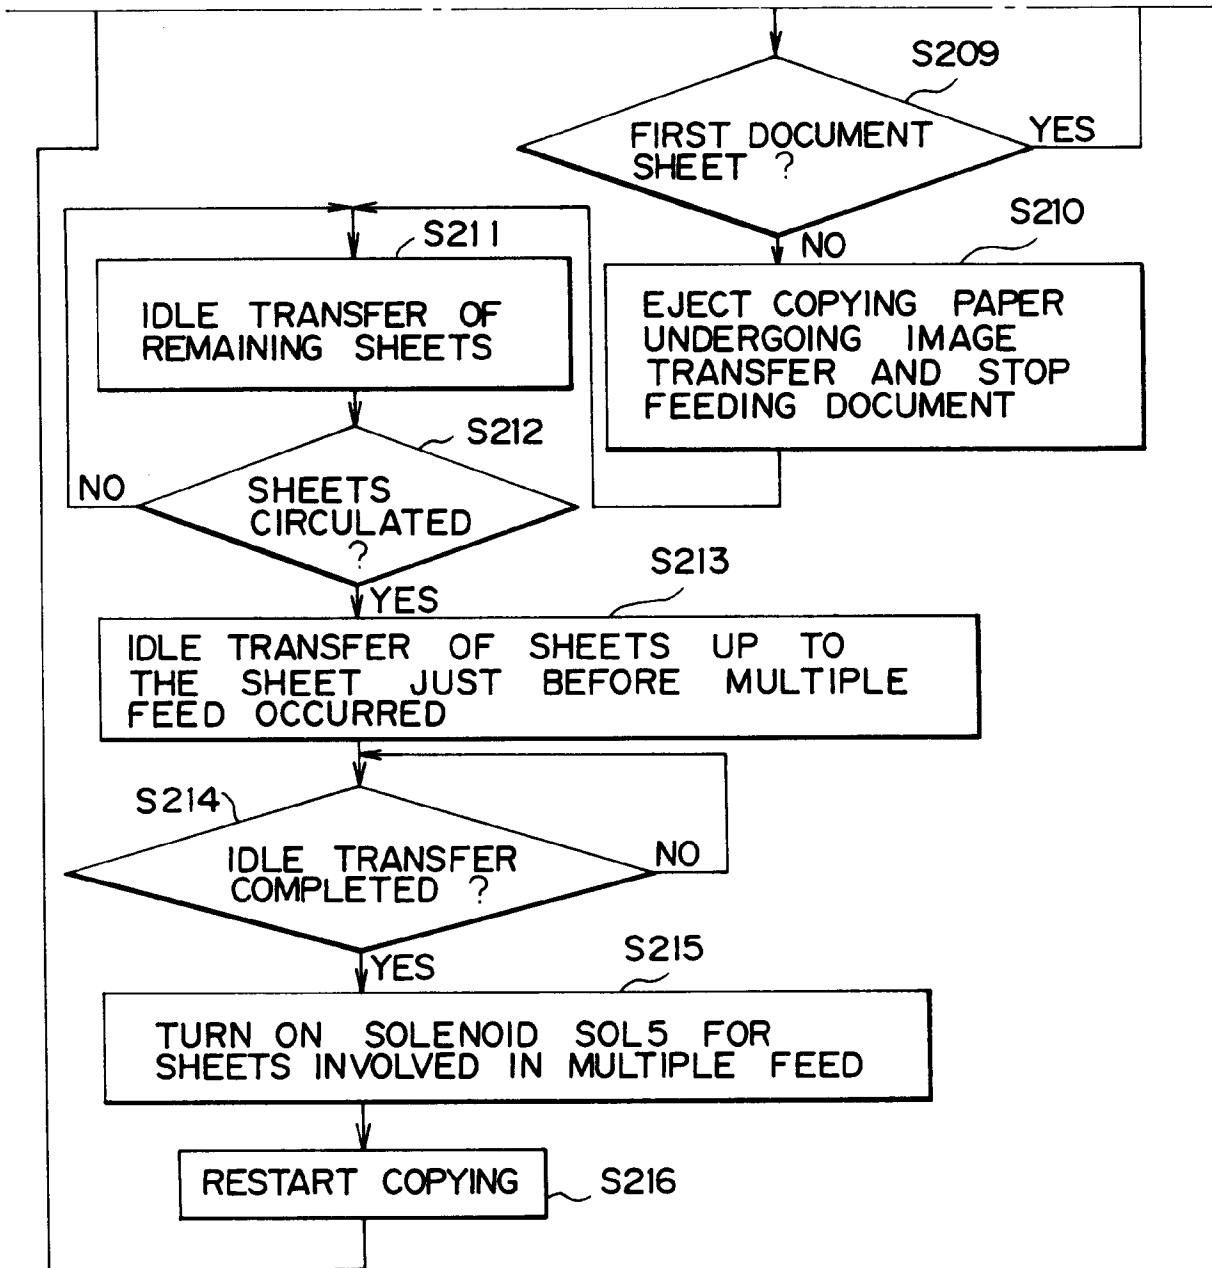 S209
FIRST DOCUMENT
SHEET ?
YES
NO
S210
EJECT COPYING PAPER
UNDERGOING IMAGE
TRANSFER AND STOP
FEEDING DOCUMENT
S211
IDLE TRANSFER OF
REMAINING SHEETS
S212
SHEETS
CIRCULATED
?
NO
YES
S213
IDLE TRANSFER OF SHEETS UP TO
THE SHEET JUST BEFORE MULTIPLE
FEED OCCURRED
S214
IDLE TRANSFER
COMPLETED ?
NO
YES
S215
TURN ON SOLENOID SOL5 FOR
SHEETS INVOLVED IN MULTIPLE FEED
RESTART COPYING
S216